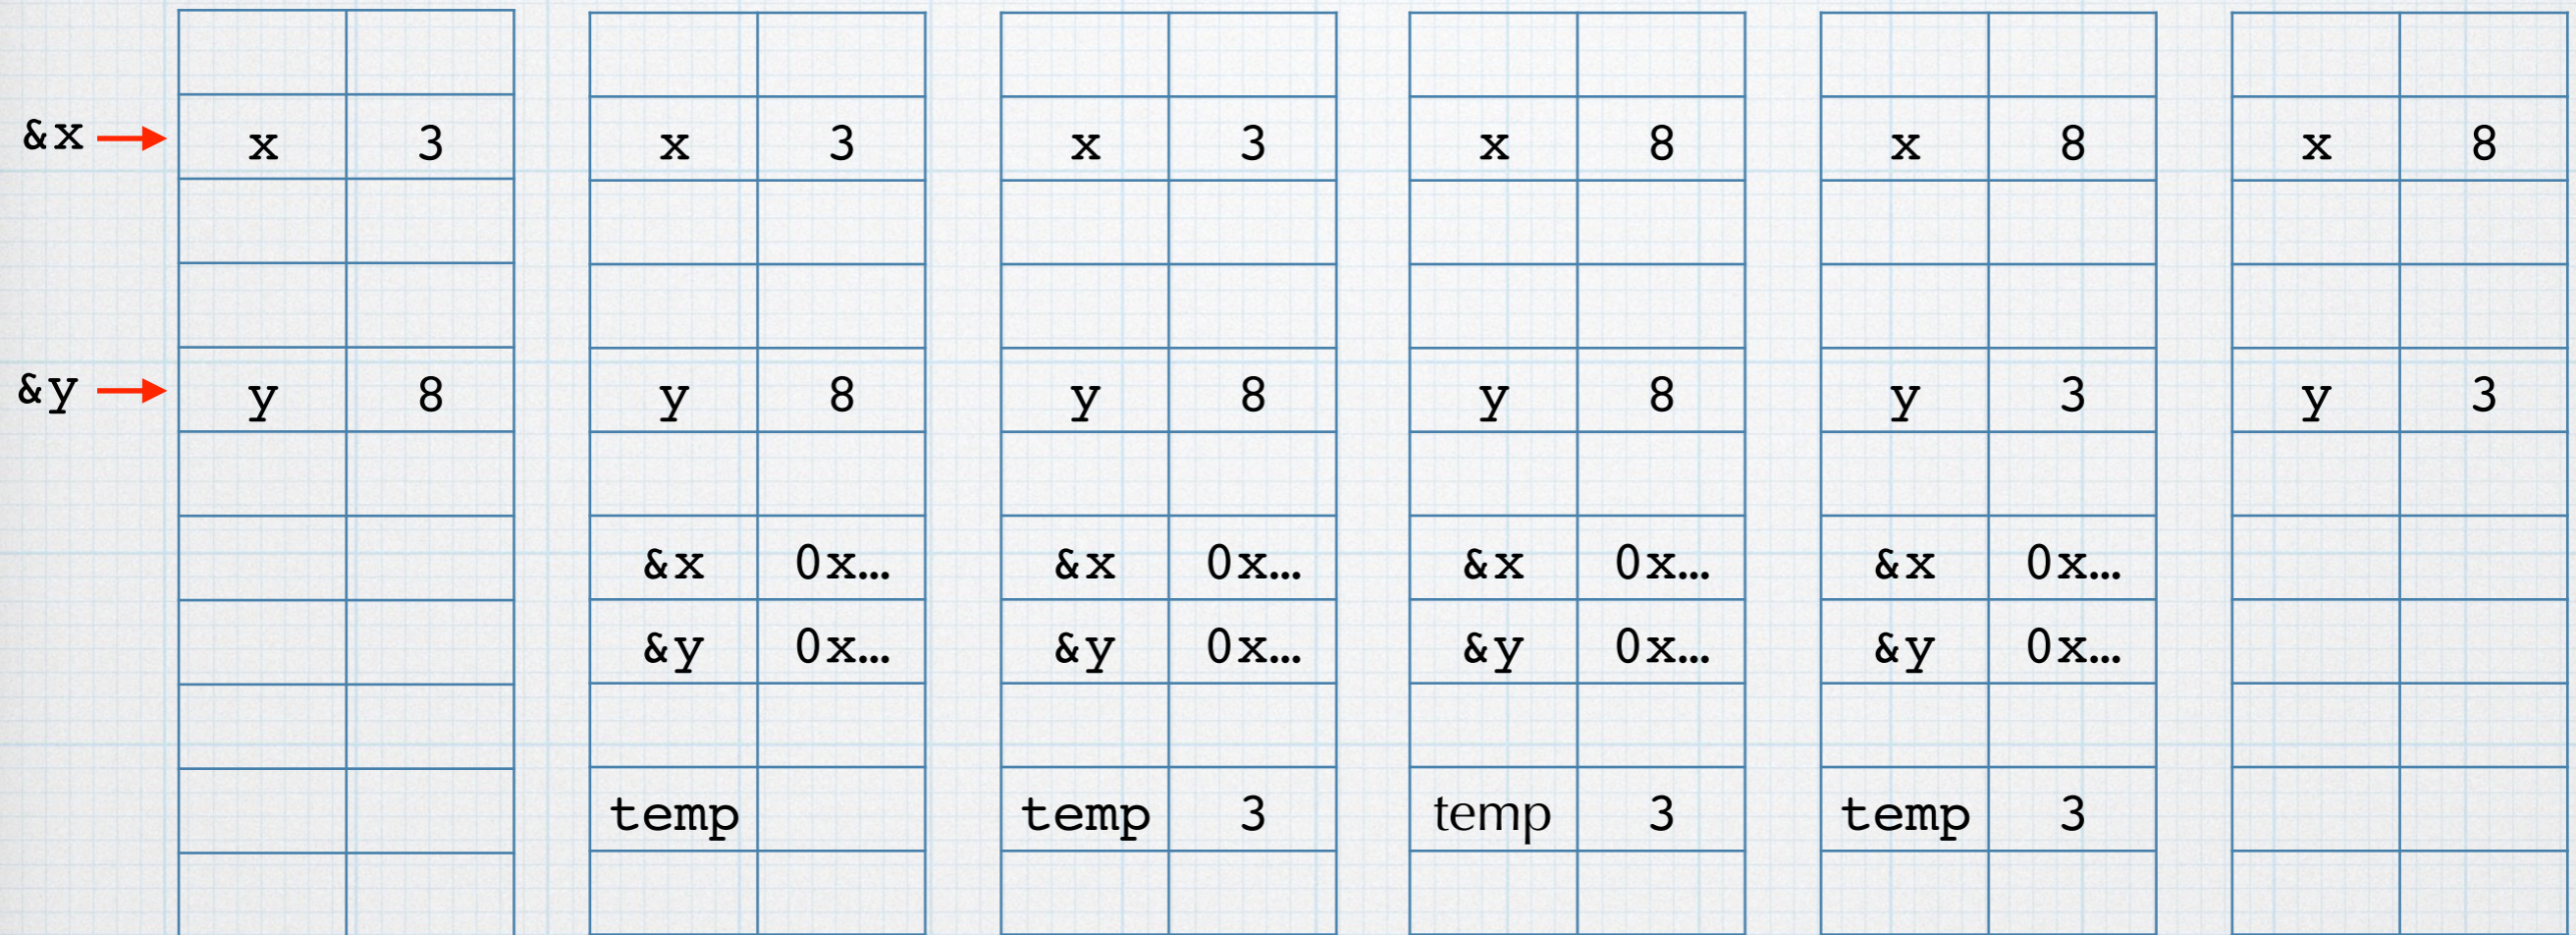 &x x 3 x 3 x 3 x 8 x 8 x 8
&y y 8 y 8 y 8 y 8 y 3 y 3
&x 0x… &x 0x… &x 0x… &x 0x…
&y 0x… &y 0x… &y 0x… &y 0x…
temp temp 3 temp 3 temp 3